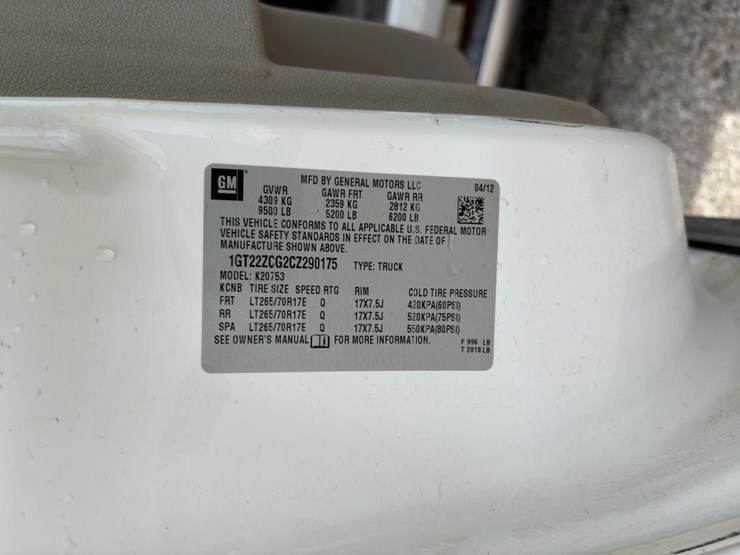 GM
MFD BY GENERAL MOTORS LLC 04/12
GVWR GAWR FRT GAWR RR
4309 KG 2359 KG 2812 KG
9500 LB 5200 LB 6200 LB
THIS VEHICLE CONFORMS TO ALL APPLICABLE U.S. FEDERAL MOTOR
VEHICLE SAFETY STANDARDS IN EFFECT ON THE DATE OF
MANUFACTURE SHOWN ABOVE.
1GT22ZCG2CZ290175 TYPE: TRUCK
MODEL: K20753
KCNB TIRE SIZE SPEED RTG RIM COLD TIRE PRESSURE
FRT LT265/70R17E Q 17X7.5J 420KPA(60PSI)
RR LT265/70R17E Q 17X7.5J 520KPA(75PSI)
SPA LT265/70R17E Q 17X7.5J 550KPA(80PSI)
SEE OWNER'S MANUAL i FOR MORE INFORMATION.
F 996 LB
T 2018 LB